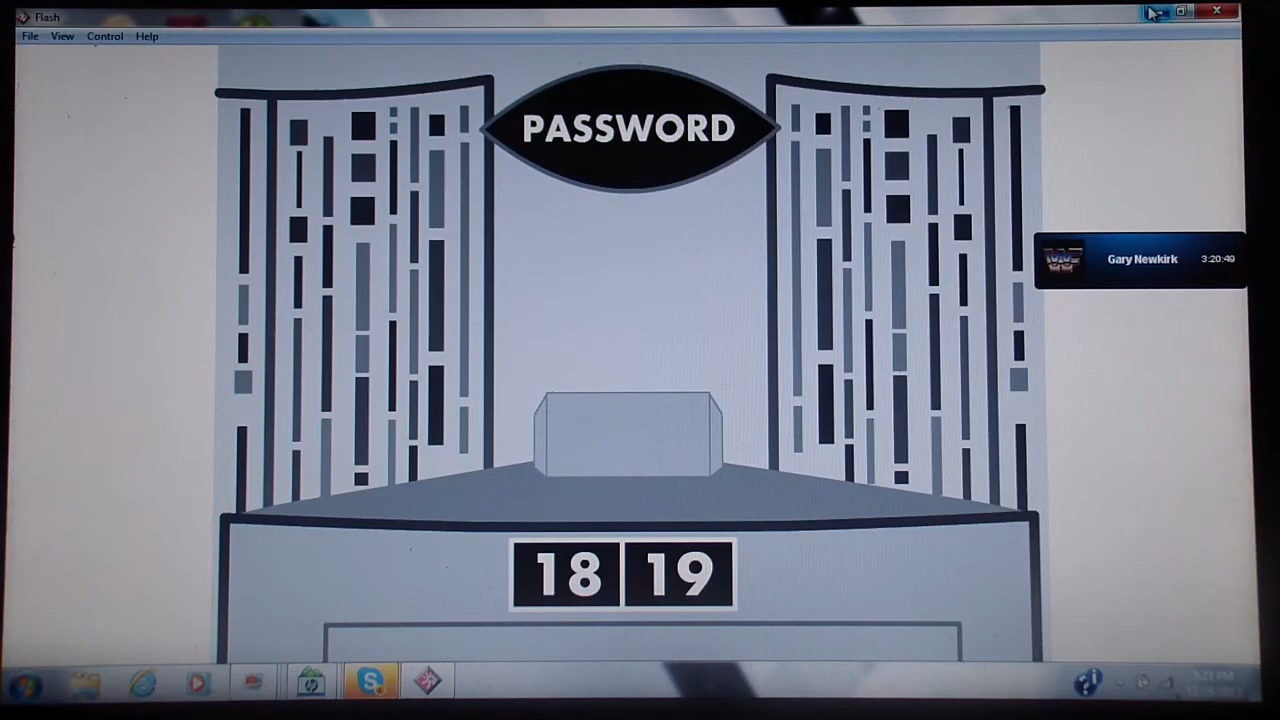 Flash
File View Control Help
PASSWORD
Gary Newkirk 3:20:49
18 19